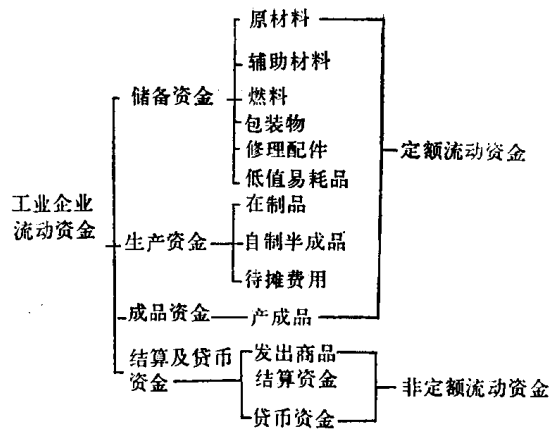 原材料
辅助材料
储备资金
燃料
包装物
修理配件
低值易耗品
定额流动资金
工业企业
流动资金
在制品
生产资金
自制半成品
待摊费用
成品资金
产成品
结算及货币
资金
发出商品
结算资金
货币资金
非定额流动资金